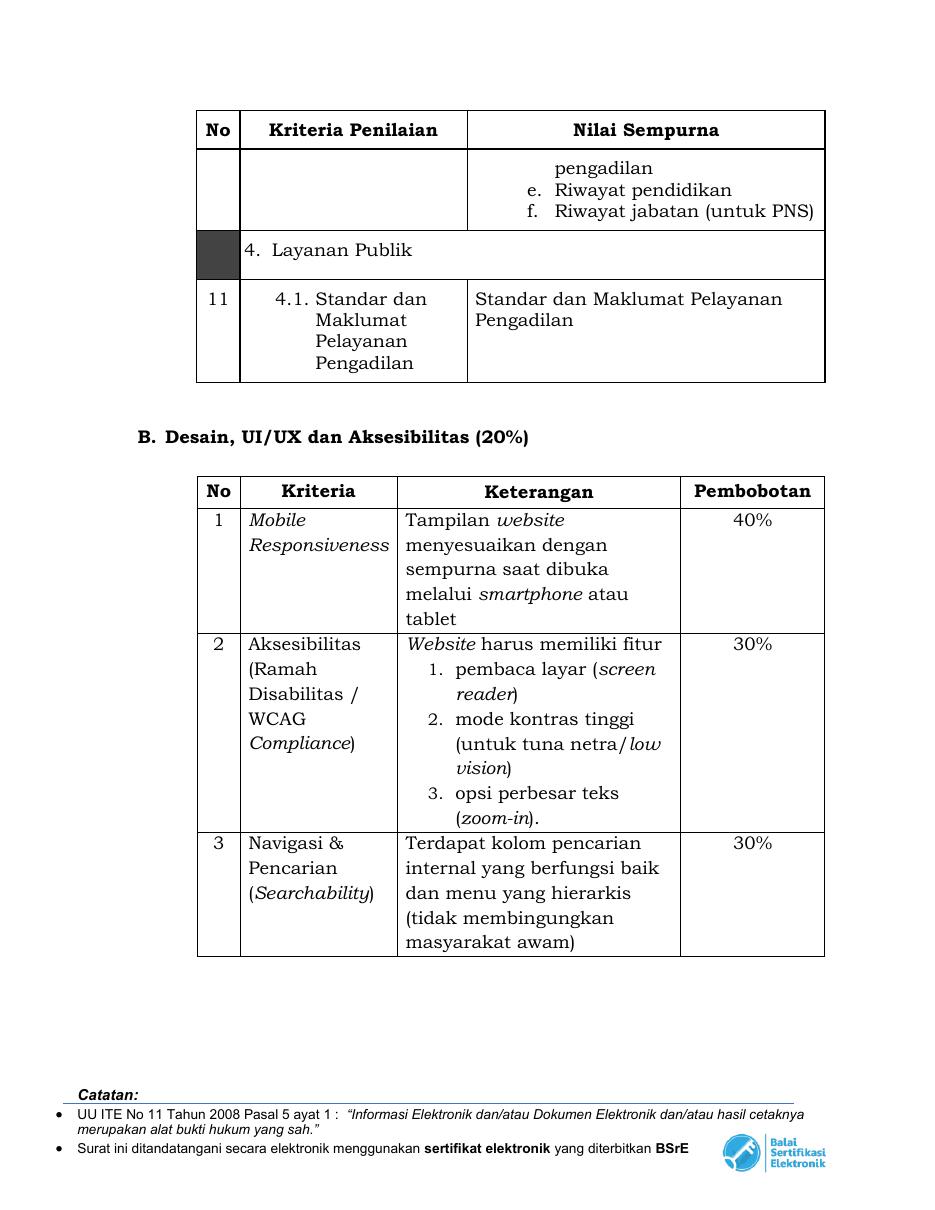 No Kriteria Penilaian Nilai Sempurna
pengadilan
e. Riwayat pendidikan
f. Riwayat jabatan (untuk PNS)
4. Layanan Publik
11 4.1. Standar dan
Maklumat
Pelayanan
Pengadilan
Standar dan Maklumat Pelayanan
Pengadilan
B. Desain, UI/UX dan Aksesibilitas (20%)
No Kriteria Keterangan Pembobotan
1 Mobile
Responsiveness
Tampilan website
menyesuaikan dengan
sempurna saat dibuka
melalui smartphone atau
tablet
40%
2 Aksesibilitas
(Ramah
Disabilitas /
WCAG
Compliance)
Website harus memiliki fitur
1. pembaca layar (screen
reader)
2. mode kontras tinggi
(untuk tuna netra/low
vision)
3. opsi perbesar teks
(zoom-in).
30%
3 Navigasi &
Pencarian
(Searchability)
Terdapat kolom pencarian
internal yang berfungsi baik
dan menu yang hierarkis
(tidak membingungkan
masyarakat awam)
30%
Catatan:
• UU ITE No 11 Tahun 2008 Pasal 5 ayat 1 : “Informasi Elektronik dan/atau Dokumen Elektronik dan/atau hasil cetaknya
merupakan alat bukti hukum yang sah.”
• Surat ini ditandatangani secara elektronik menggunakan sertifikat elektronik yang diterbitkan BSrE
Balai
Sertifikasi
Elektronik